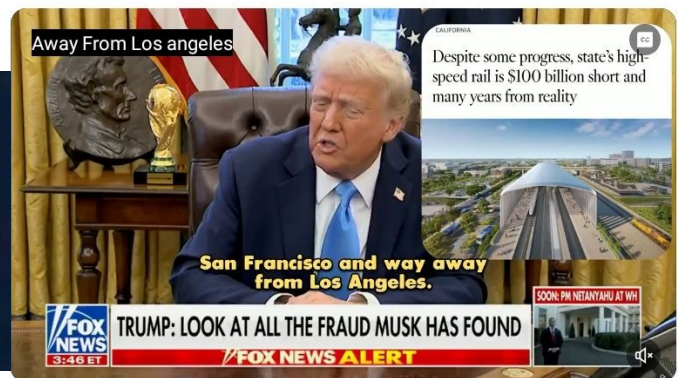 Away From Los angeles
CALIFORNIA
CC
Despite some progress, state's high-
speed rail is $100 billion short and
many years from reality
San Francisco and way away
from Los Angeles.
SOON: PM NETANYAHU AT WH
FOX
NEWS
3:46 ET
TRUMP: LOOK AT ALL THE FRAUD MUSK HAS FOUND
FOX NEWS ALERT